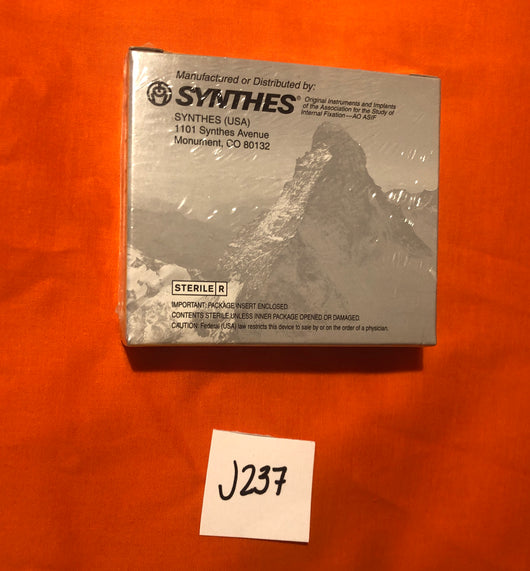 Manufactured or Distributed by:
SYNTHES®
Original Instruments and Implants
of the Association for the Study of
Internal Fixation—AO ASIF
SYNTHES (USA)
1101 Synthes Avenue
Monument, CO 80132
STERILE R
IMPORTANT: PACKAGE INSERT ENCLOSED.
CONTENTS STERILE UNLESS INNER PACKAGE OPENED OR DAMAGED.
CAUTION: Federal (USA) law restricts this device to sale by or on the order of a physician.
J237